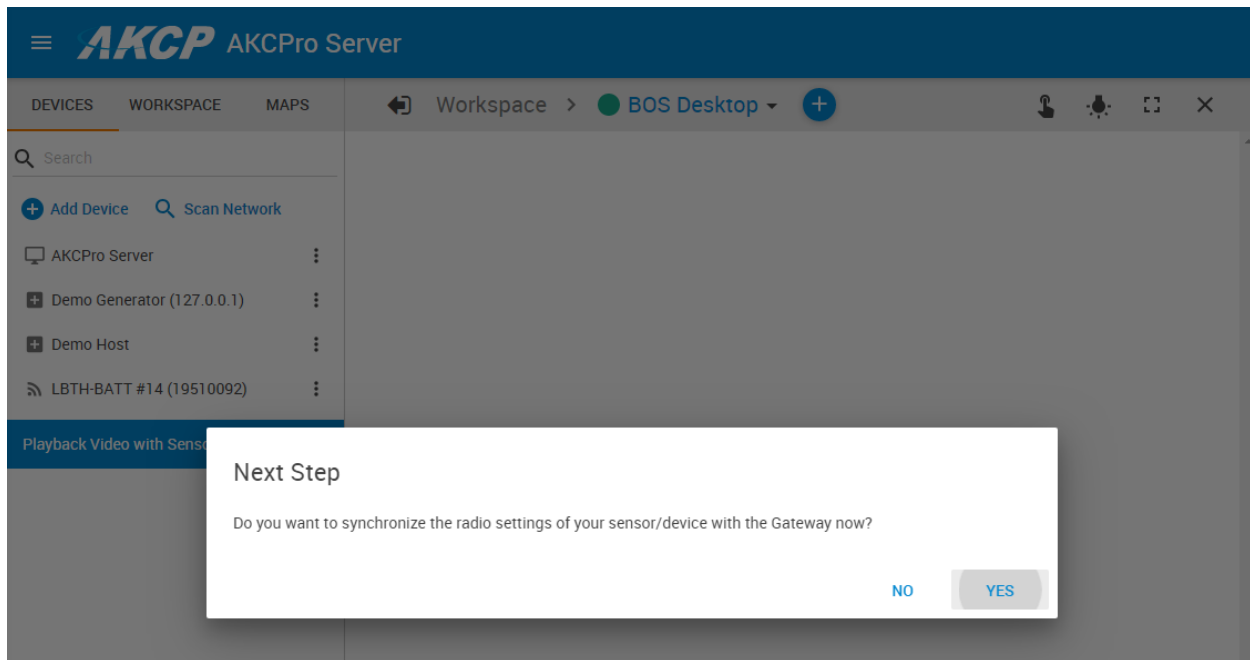 AKCP AKCPro Server
DEVICES WORKSPACE MAPS
Workspace > BOS Desktop
Search
Add Device Scan Network
AKCPro Server
Demo Generator (127.0.0.1)
Demo Host
LBTH-BATT #14 (19510092)
Playback Video with
Next Step
Do you want to synchronize the radio settings of your sensor/device with the Gateway now?
NO YES